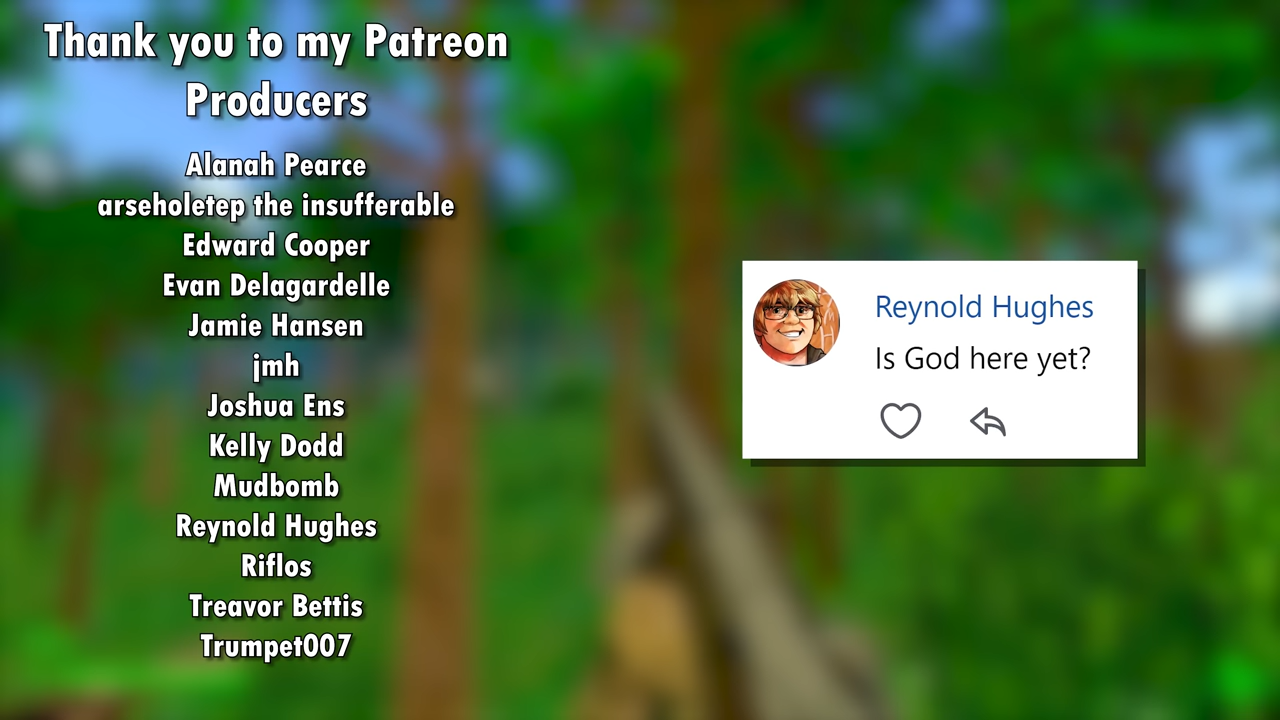 Thank you to my Patreon
Producers
Alanah Pearce
arseholetep the insufferable
Edward Cooper
Evan Delagardelle
Jamie Hansen
jmh
Joshua Ens
Kelly Dodd
Mudbomb
Reynold Hughes
Riflos
Treavor Bettis
Trumpet007
Reynold Hughes
Is God here yet?